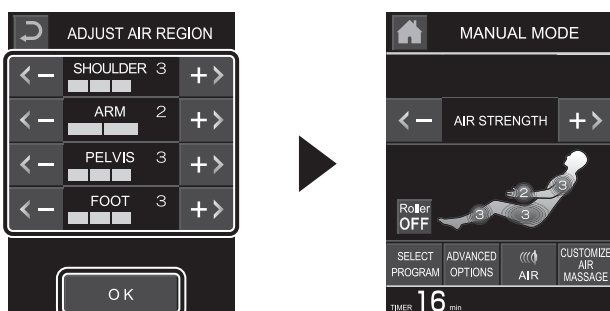 ADJUST AIR REGION
SHOULDER 3
ARM 2
PELVIS 3
FOOT 3
OK
MANUAL MODE
AIR STRENGTH
3
2
3
3
Roller
OFF
SELECT PROGRAM
ADVANCED OPTIONS
AIR
CUSTOMIZE AIR MASSAGE
TIMER 16 min